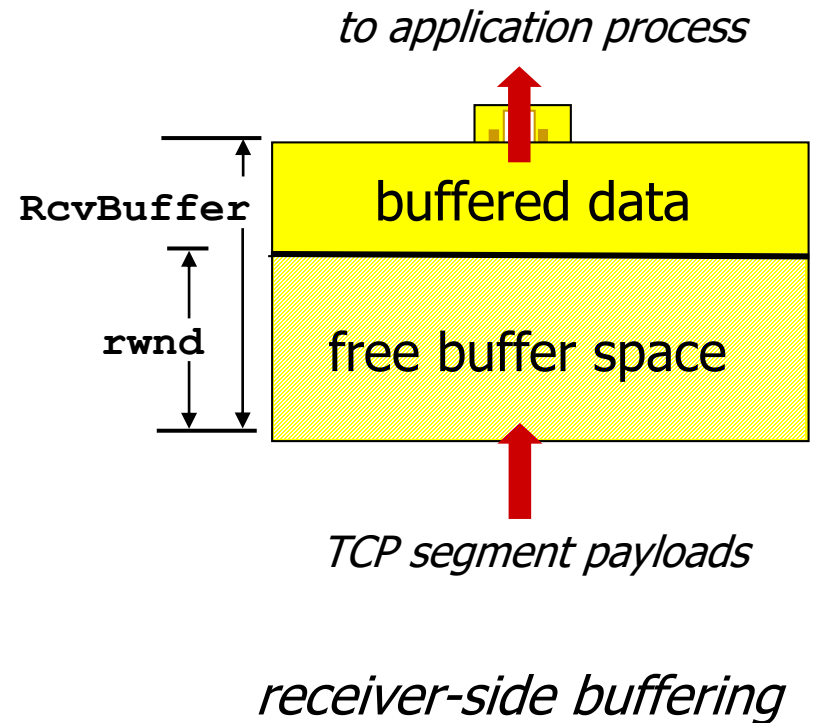 to application process
RcvBuffer
buffered data
rwnd
free buffer space
TCP segment payloads
receiver-side buffering